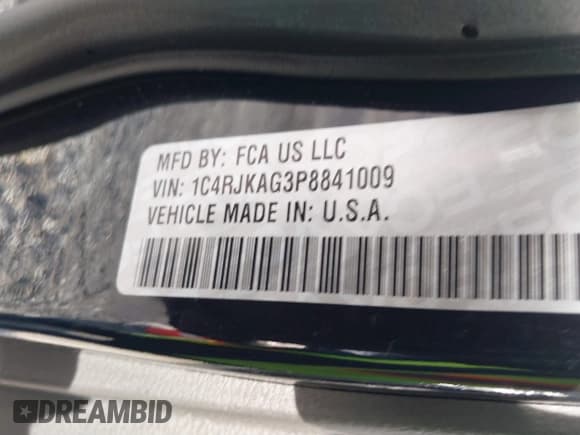 MFD BY: FCA US LLC
VIN: 1C4RJKAG3P8841009
VEHICLE MADE IN: U.S.A.
DREAMBID